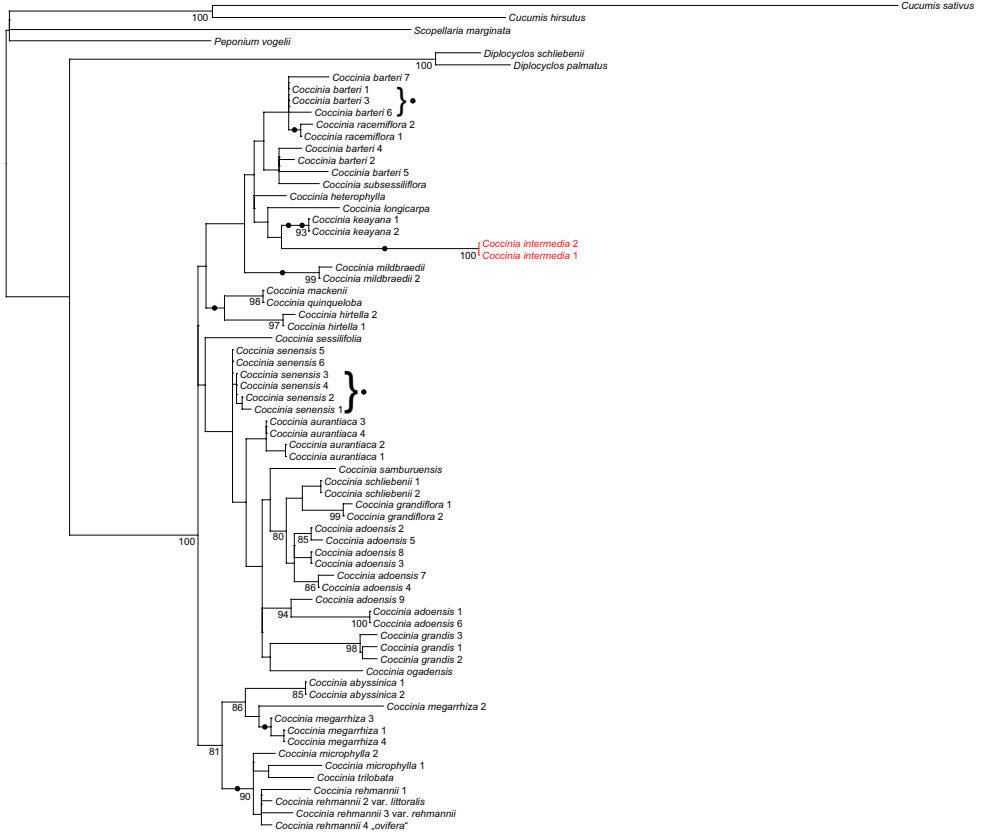 Cucumis sativus
100
Cucumis hirsutus
Scopellaria marginata
Peponium vogelii
Diplocyclos schliebenii
100
Diplocyclos palmatus
Coccinia barteri 7
Coccinia barteri 1
Coccinia barteri 3
Coccinia barteri 6
Coccinia racemiflora 2
Coccinia racemiflora 1
Coccinia barteri 4
Coccinia barteri 2
Coccinia barteri 5
Coccinia subsessiliflora
Coccinia heterophylla
Coccinia longicarpa
Coccinia keayana 1
93
Coccinia keayana 2
Coccinia intermedia 2
100
Coccinia intermedia 1
Coccinia mildbraedii
99
Coccinia mildbraedii 2
Coccinia mackenii
98
Coccinia quinqueloba
Coccinia hirtella 2
97
Coccinia hirtella 1
Coccinia sessilifolia
Coccinia senensis 5
Coccinia senensis 6
Coccinia senensis 3
Coccinia senensis 4
Coccinia senensis 2
Coccinia senensis 1
Coccinia aurantiaca 3
Coccinia aurantiaca 4
Coccinia aurantiaca 2
Coccinia aurantiaca 1
Coccinia samburuensis
Coccinia schliebenii 1
Coccinia schliebenii 2
Coccinia grandiflora 1
99
Coccinia grandiflora 2
Coccinia adoensis 2
80
85
Coccinia adoensis 5
100
Coccinia adoensis 8
Coccinia adoensis 3
Coccinia adoensis 7
86
Coccinia adoensis 4
Coccinia adoensis 9
94
Coccinia adoensis 1
100
Coccinia adoensis 6
Coccinia grandis 3
98
Coccinia grandis 1
Coccinia grandis 2
Coccinia ogadensis
Coccinia abyssinica 1
85
Coccinia abyssinica 2
86
Coccinia megarrhiza 2
Coccinia megarrhiza 3
Coccinia megarrhiza 1
Coccinia megarrhiza 4
81
Coccinia microphylla 2
Coccinia microphylla 1
Coccinia trilobata
Coccinia rehmannii 1
90
Coccinia rehmannii 2 var. littoralis
Coccinia rehmannii 3 var. rehmannii
Coccinia rehmannii 4 „ovifera“